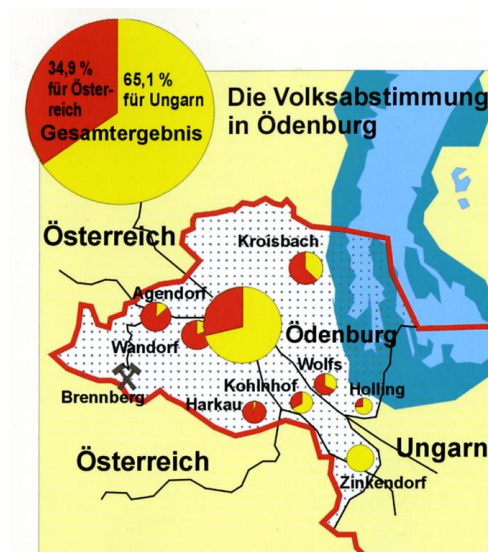 34,9 %
für Öster-
reich
65,1 %
für Ungarn
Gesamtergebnis
Die Volksabstimmung
in Ödenburg
Österreich
Kroisbach
Agendorf
Ödenburg
Wandorf
Wolfs
Brennberg
Kohlnhof
Holling
Harkau
Ungarn
Österreich
Zinkendorf